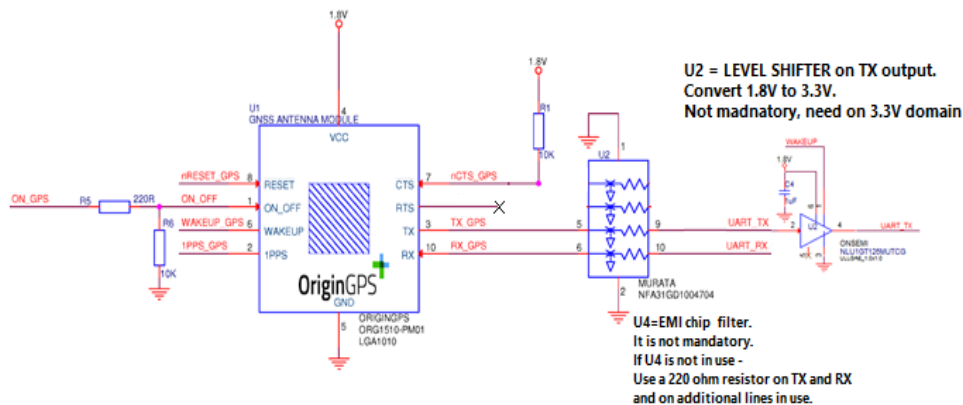 1.8V
U1
GNSS ANTENNA MODULE
4
VCC
nRESET_GPS 8 RESET
ON_GPS R5 220R ON_OFF 1 ON_OFF
R6
10K
WAKEUP_GPS 6 WAKEUP
1PPS_GPS 2 1PPS
CTS 7 nCTS_GPS
RTS
TX 3 TX_GPS
RX 10 RX_GPS
OriginGPS
GND
5
ORIGINGPS
ORG1510-PM01
LGA1010
1.8V
R1
10K
U2
1
5 9 UART_TX
6 10 UART_RX
2
MURATA
NFA31GD1004704
U2 = LEVEL SHIFTER on TX output.
Convert 1.8V to 3.3V.
Not madnatory, need on 3.3V domain
WAKEUP
1.8V
C4
1uF
6
1
2
U2
4
UART_TX
3
ONSEMI
NLU1GT126MUTCG
U4=EMI chip filter.
It is not mandatory.
If U4 is not in use -
Use a 220 ohm resistor on TX and RX
and on additional lines in use.